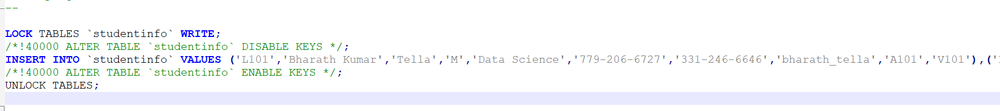 --
LOCK TABLES `studentinfo` WRITE;
/*!40000 ALTER TABLE `studentinfo` DISABLE KEYS */;
INSERT INTO `studentinfo` VALUES ('L101','Bharath Kumar','Tella','M','Data Science','779-206-6727','331-246-6646','bharath_tella','A101','V101'),('
/*!40000 ALTER TABLE `studentinfo` ENABLE KEYS */;
UNLOCK TABLES;